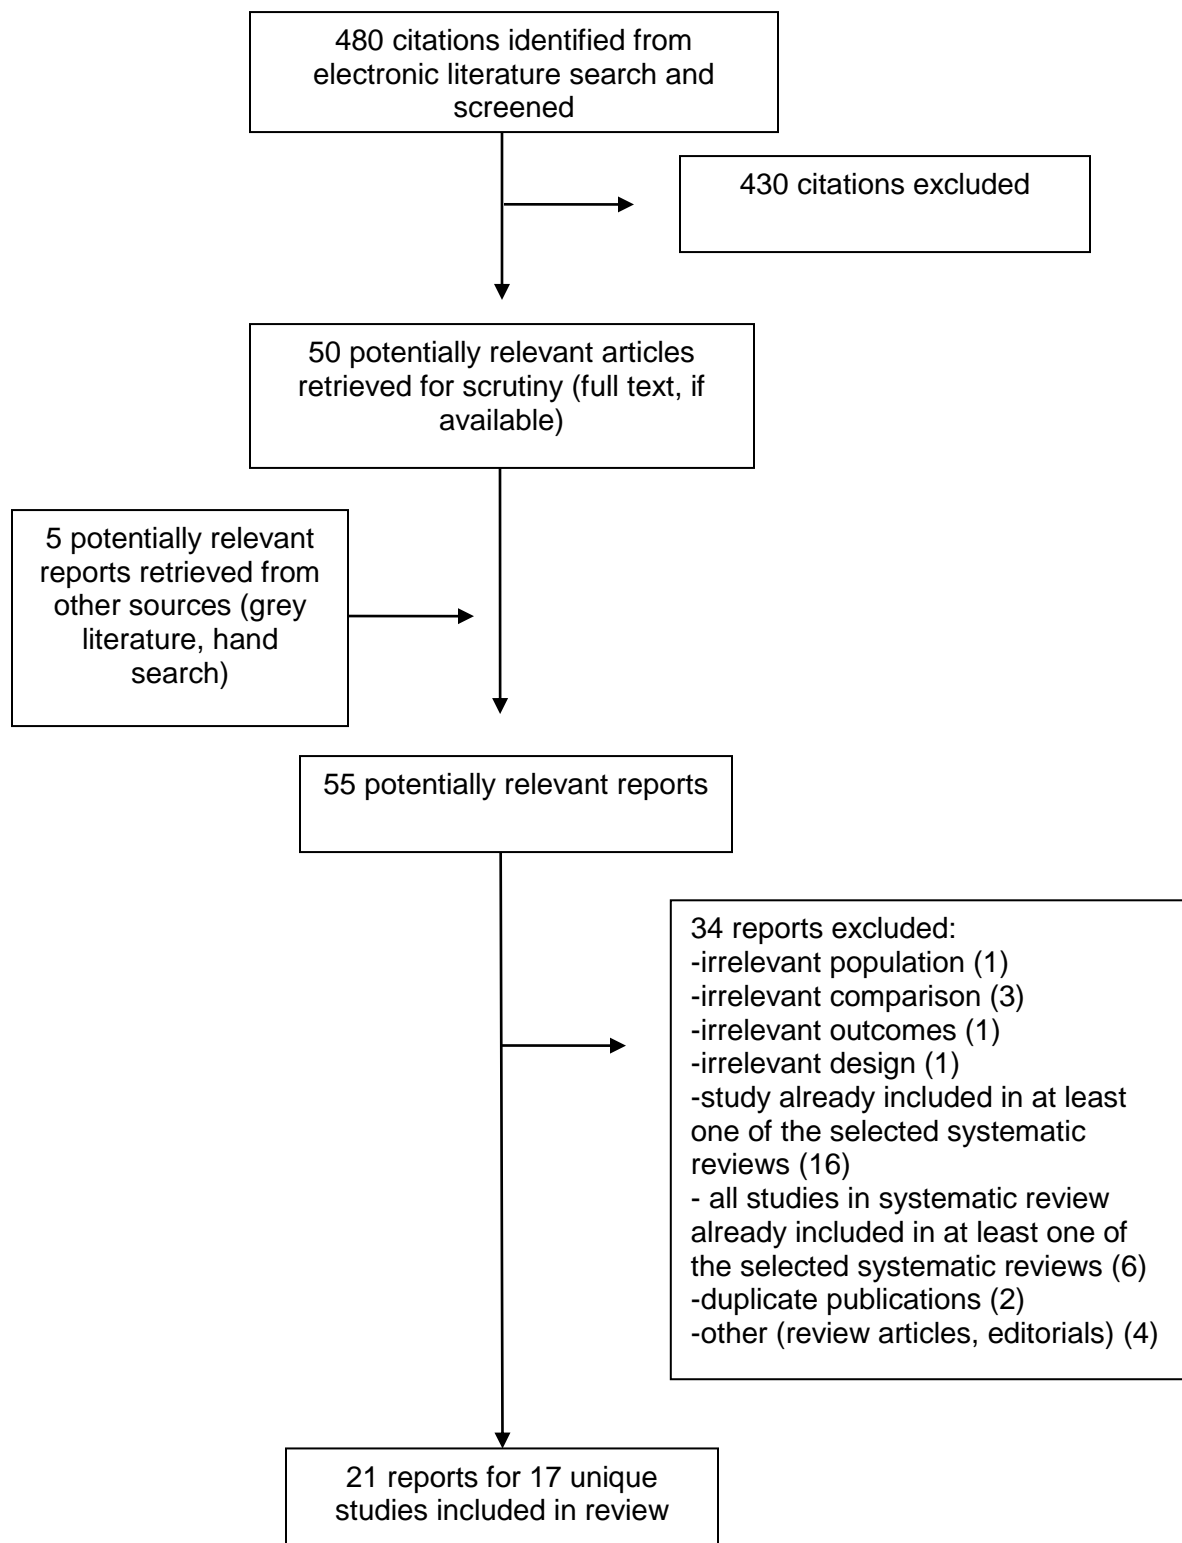 480 citations identified from
electronic literature search and
screened
430 citations excluded
50 potentially relevant articles
retrieved for scrutiny (full text, if
available)
5 potentially relevant
reports retrieved from
other sources (grey
literature, hand
search)
55 potentially relevant reports
34 reports excluded:
-irrelevant population (1)
-irrelevant comparison (3)
-irrelevant outcomes (1)
-irrelevant design (1)
-study already included in at least
one of the selected systematic
reviews (16)
- all studies in systematic review
already included in at least one of
the selected systematic reviews (6)
-duplicate publications (2)
-other (review articles, editorials) (4)
21 reports for 17 unique
studies included in review